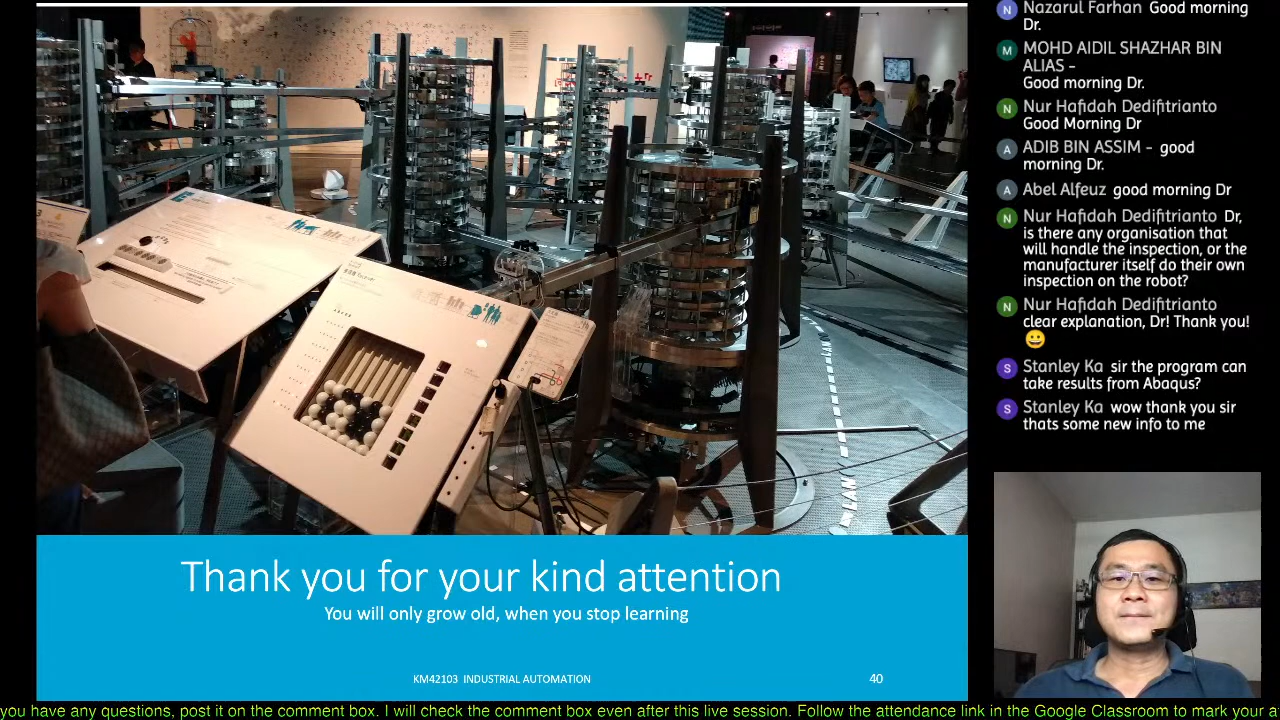 Thank you for your kind attention
You will only grow old, when you stop learning
KM42103 INDUSTRIAL AUTOMATION
40
N
Nazarul Farhan Good morning
Dr.
M
MOHD AIDIL SHAZHAR BIN
ALIAS -
Good morning Dr.
N
Nur Hafidah Dedifitrianto
Good Morning Dr
A
ADIB BIN ASSIM - good
morning Dr.
A
Abel Alfeuz good morning Dr
N
Nur Hafidah Dedifitrianto Dr,
is there any organisation that
will handle the inspection, or the
manufacturer itself do their own
inspection on the robot?
N
Nur Hafidah Dedifitrianto
clear explanation, Dr! Thank you!
😀
S
Stanley Ka sir the program can
take results from Abaqus?
S
Stanley Ka wow thank you sir
thats some new info to me
you have any questions, post it on the comment box. I will check the comment box even after this live session. Follow the attendance link in the Google Classroom to mark your a